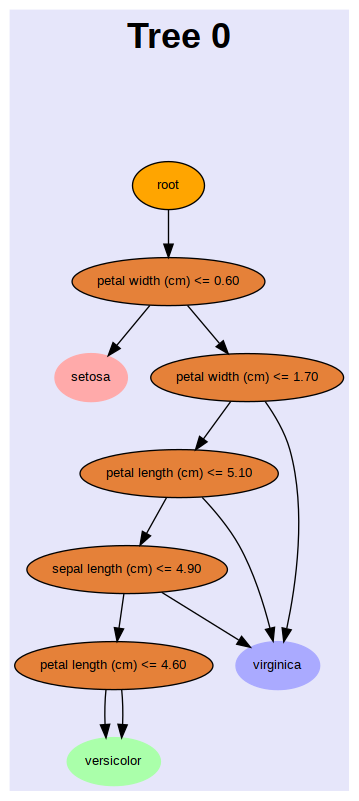 Tree 0
root
petal width (cm) <= 0.60
setosa
petal width (cm) <= 1.70
petal length (cm) <= 5.10
sepal length (cm) <= 4.90
petal length (cm) <= 4.60
virginica
versicolor